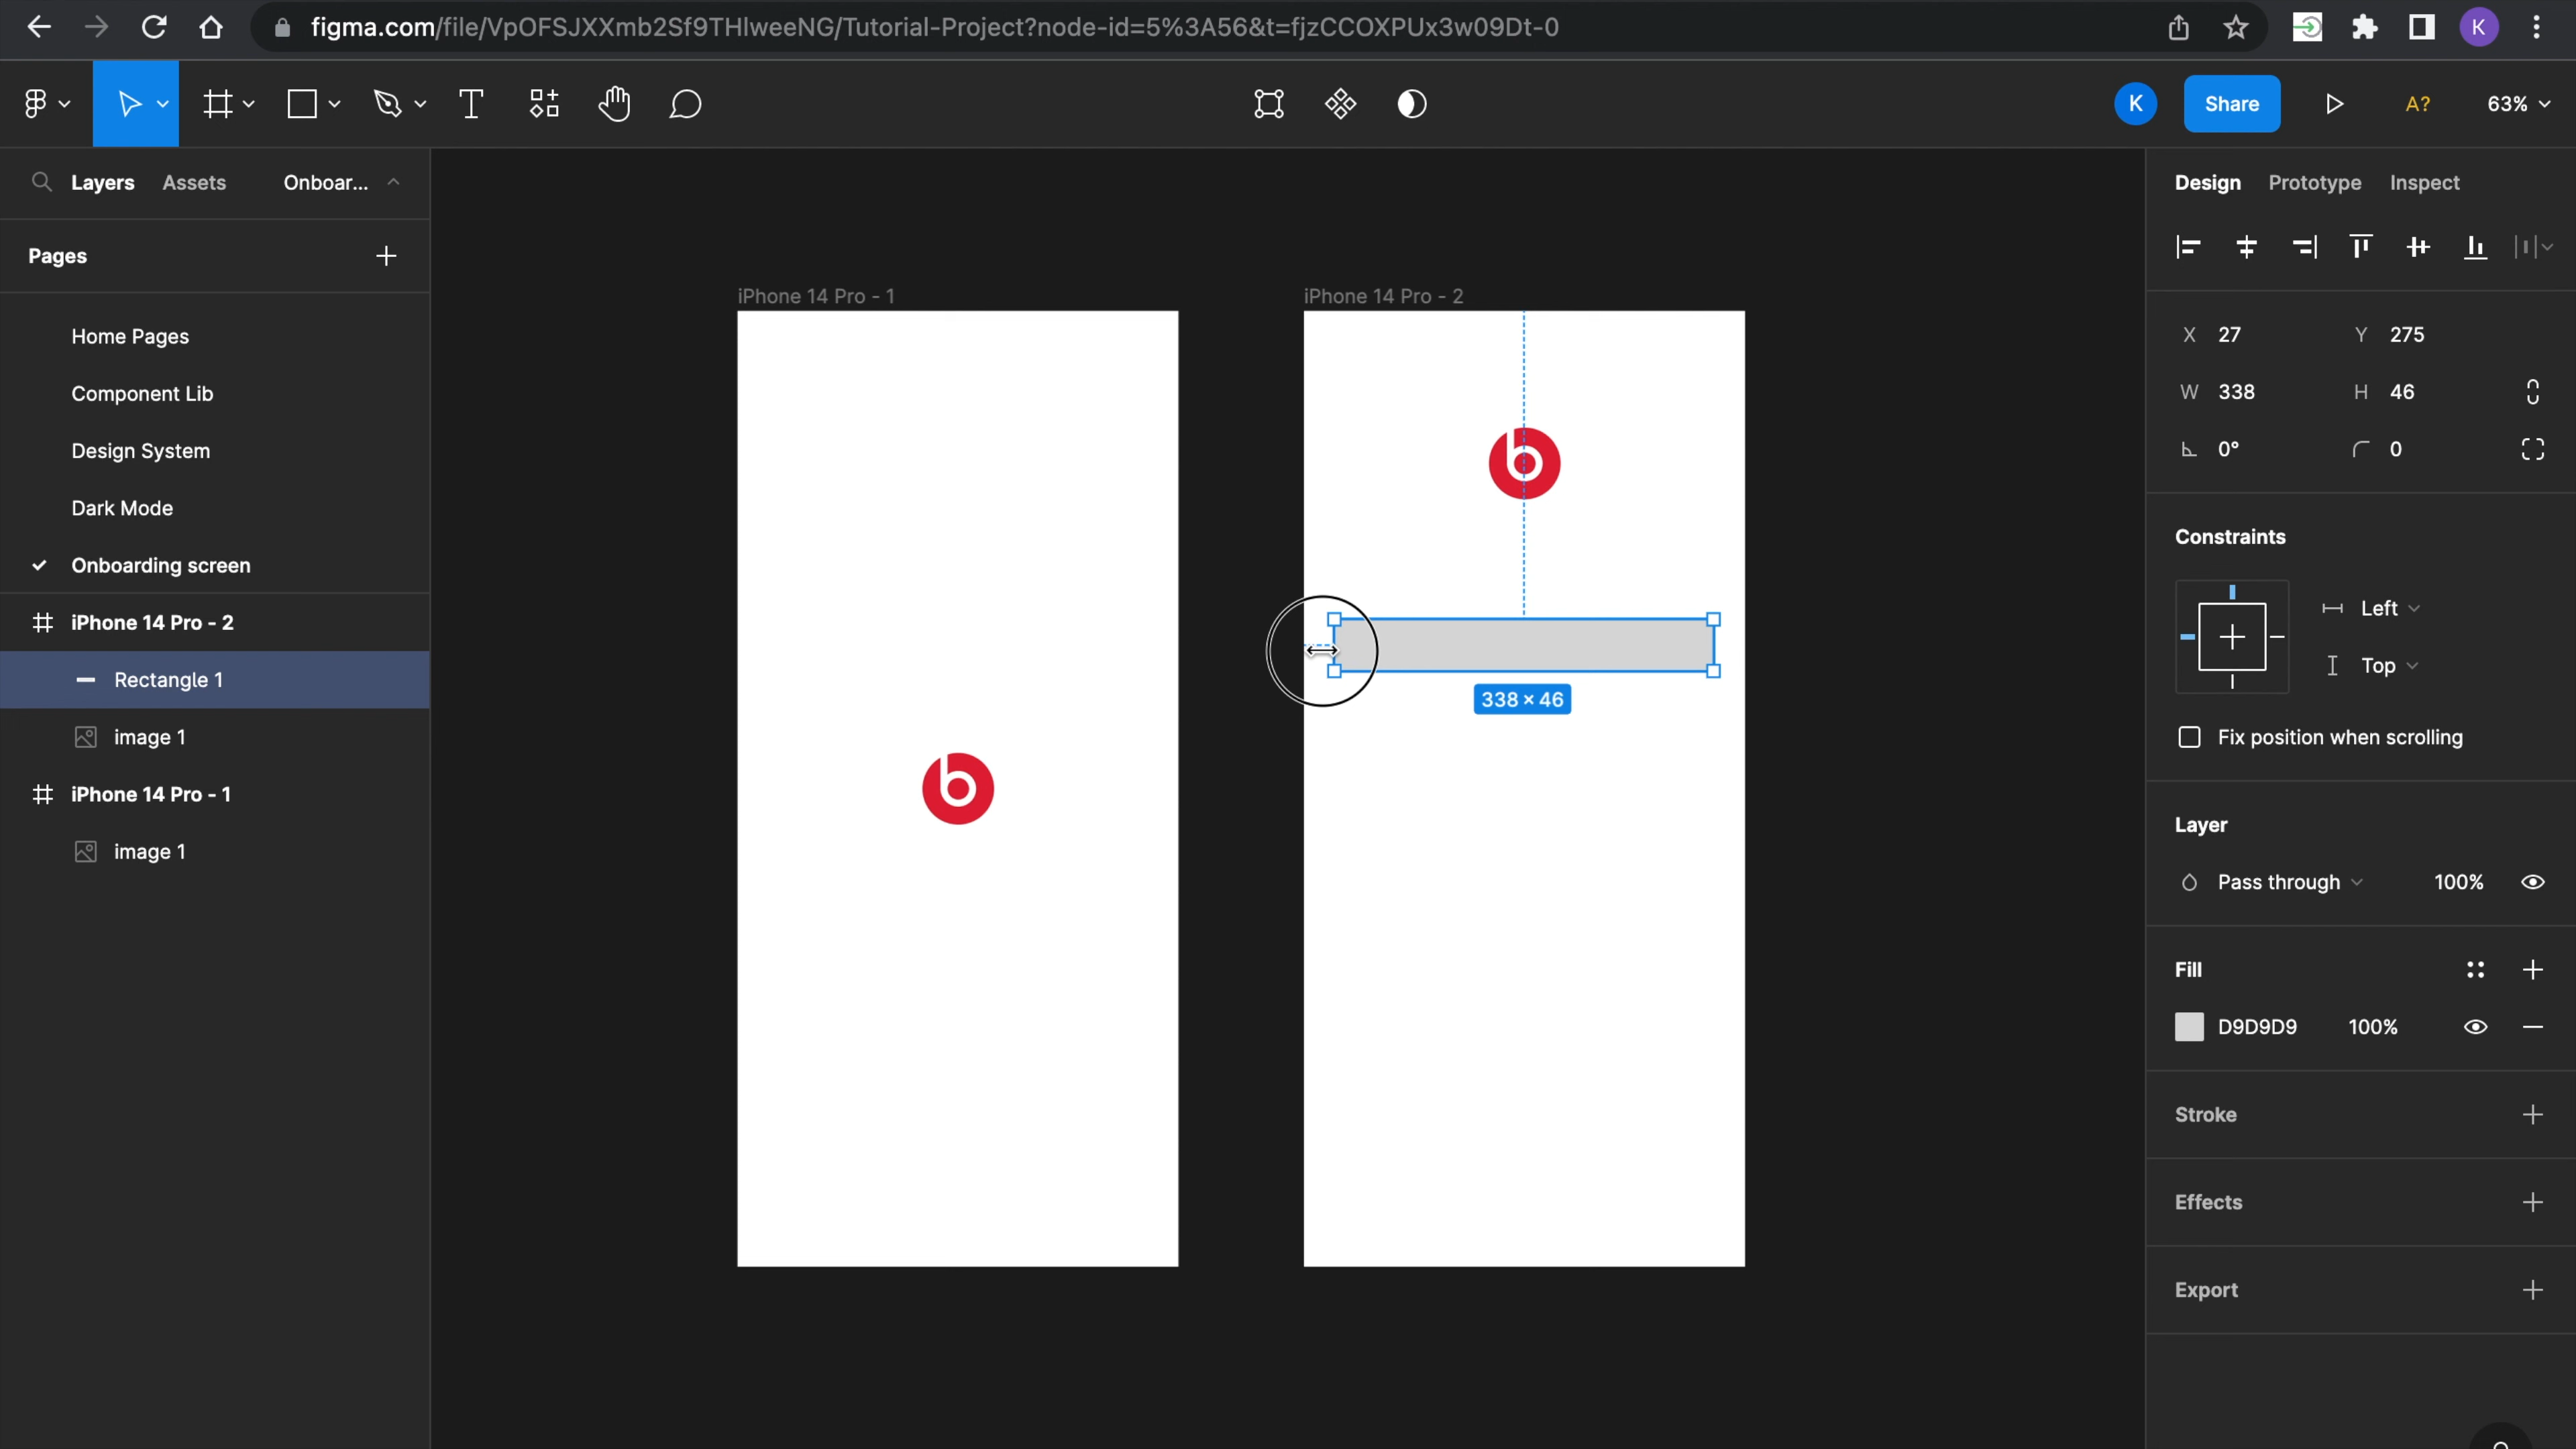 figma.com/file/VpOFSJXXmb2Sf9THlweeNG/Tutorial-Project?node-id=5%3A56&t=fjzCCOXPUx3w09Dt-0
K
K
Share
A?
63%
Layers
Assets
Onboar...
Pages
Home Pages
Component Lib
Design System
Dark Mode
Onboarding screen
iPhone 14 Pro - 2
Rectangle 1
image 1
iPhone 14 Pro - 1
image 1
iPhone 14 Pro - 1
b
iPhone 14 Pro - 2
b
338 × 46
Design
Prototype
Inspect
X 27
Y 275
W 338
H 46
0°
0
Constraints
Left
Top
Fix position when scrolling
Layer
Pass through
100%
Fill
D9D9D9
100%
Stroke
Effects
Export